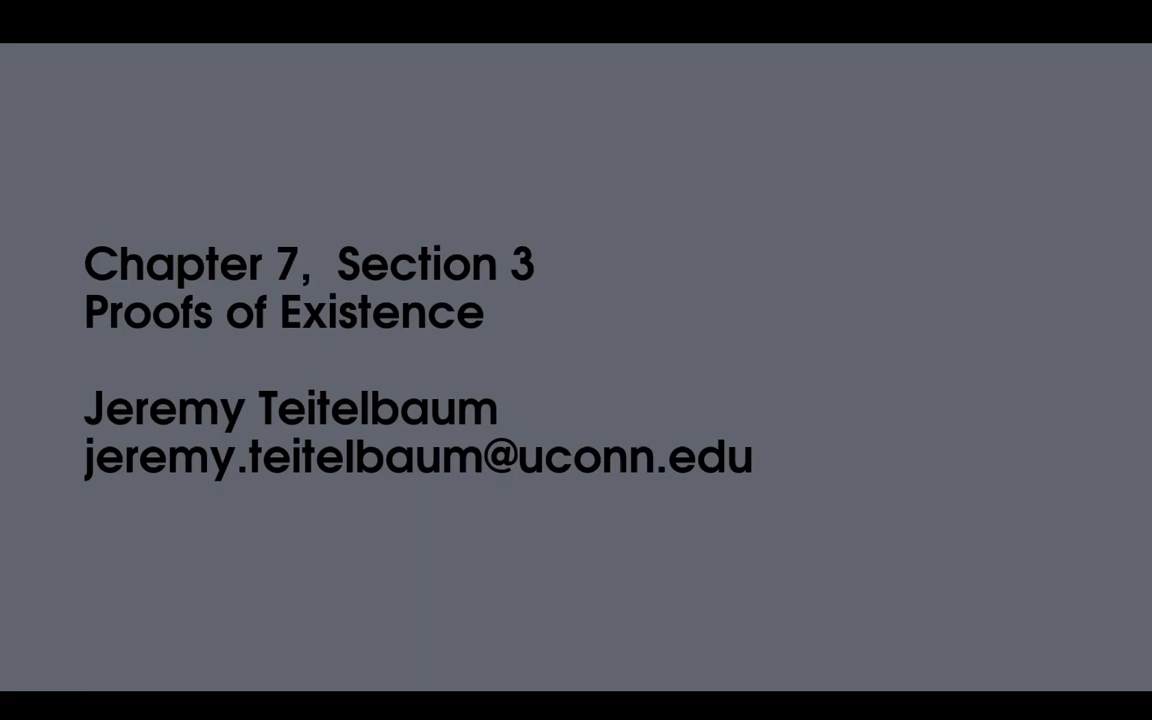 Chapter 7,  Section 3
Proofs of Existence
Jeremy Teitelbaum
jeremy.teitelbaum@uconn.edu